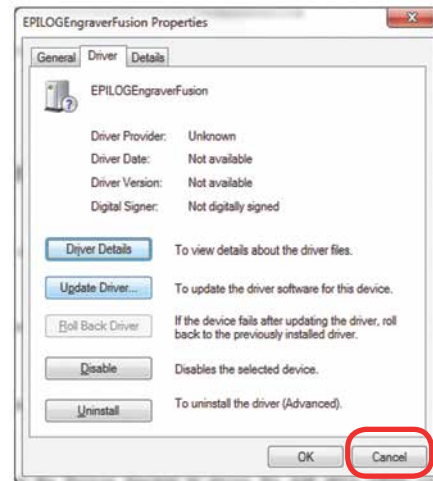 EPILOGEngraverFusion Properties
General Driver Details
EPILOGEngraverFusion
Driver Provider: Unknown
Driver Date: Not available
Driver Version: Not available
Digital Signer: Not digitally signed
Driver Details To view details about the driver files.
Update Driver... To update the driver software for this device.
Roll Back Driver If the device fails after updating the driver, roll
back to the previously installed driver.
Disable Disables the selected device.
Uninstall To uninstall the driver (Advanced).
OK Cancel